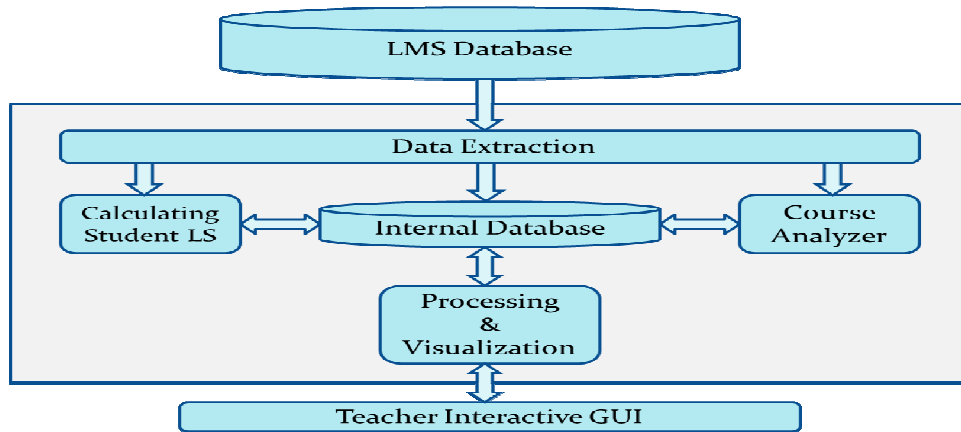 LMS Database
Data Extraction
Calculating
Student LS
Internal Database
Course
Analyzer
Processing
&
Visualization
Teacher Interactive GUI